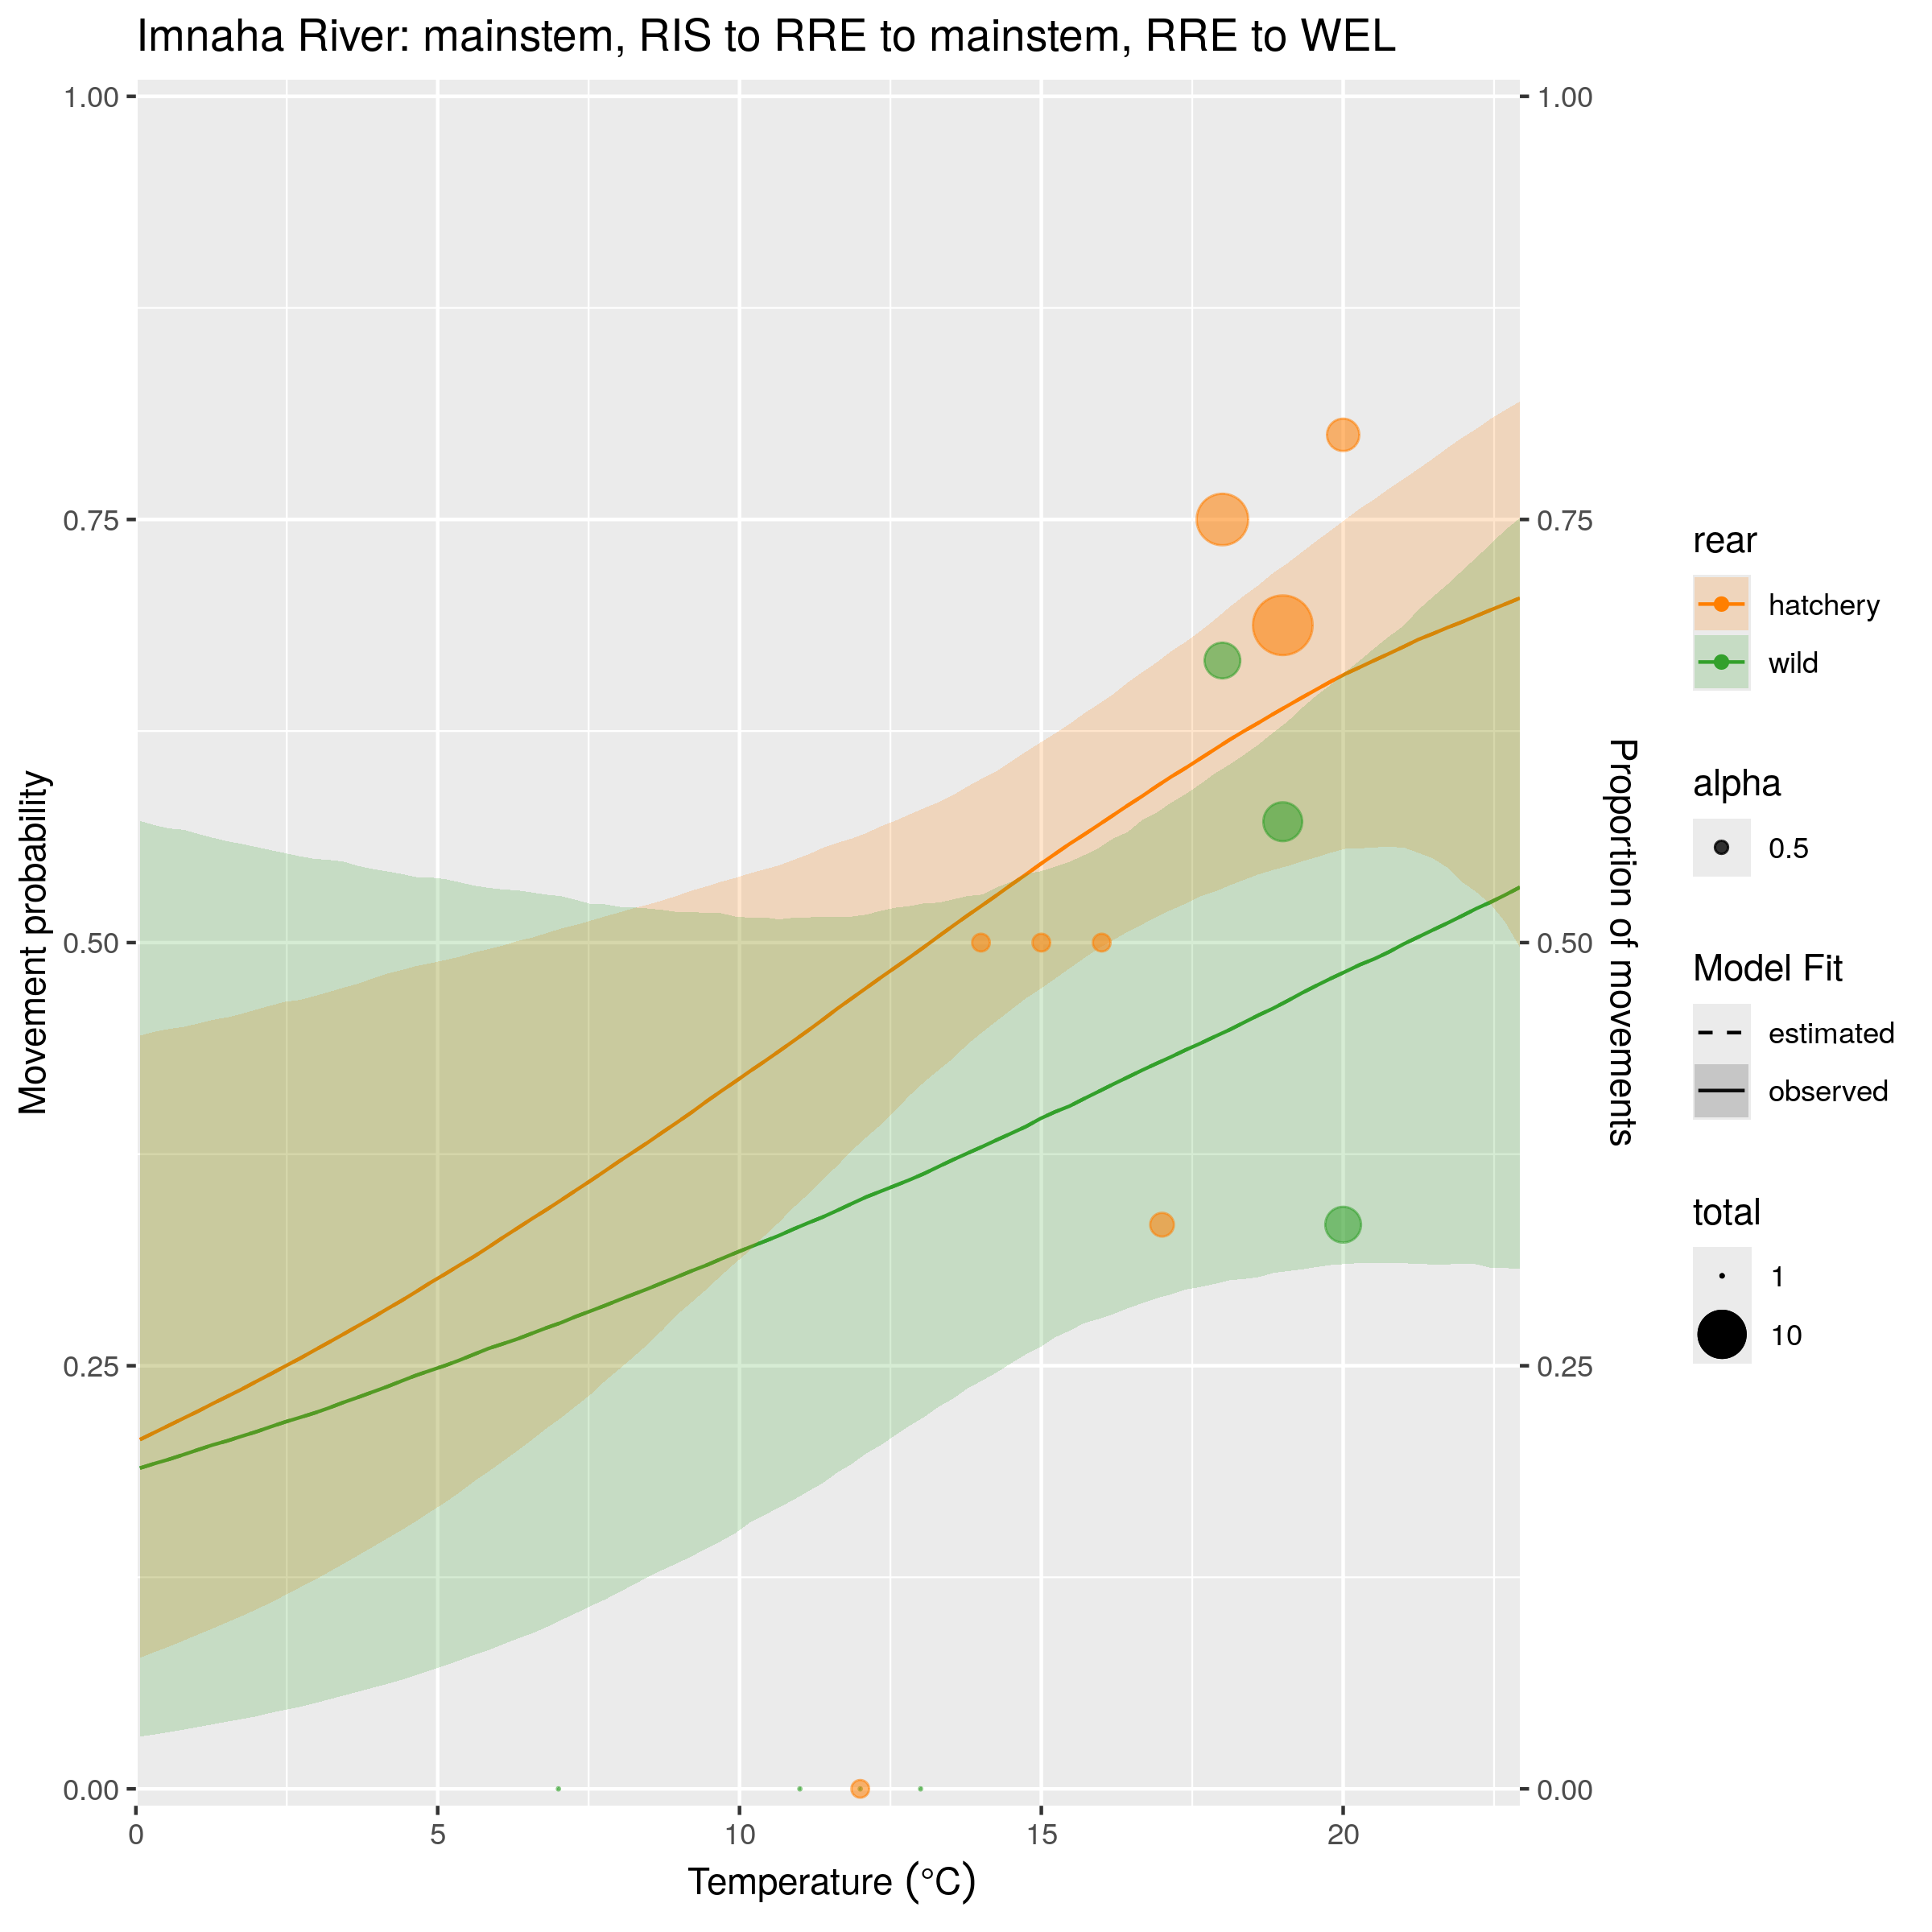 Imnaha River: mainstem, RIS to RRE to mainstem, RRE to WEL
Movement probability
1.00
0.75
0.50
0.25
0.00
0
5
10
15
20
Temperature (°C)
1.00
0.75
0.50
0.25
0.00
Proportion of movements
rear
hatchery
wild
alpha
0.5
Model Fit
estimated
observed
total
1
10